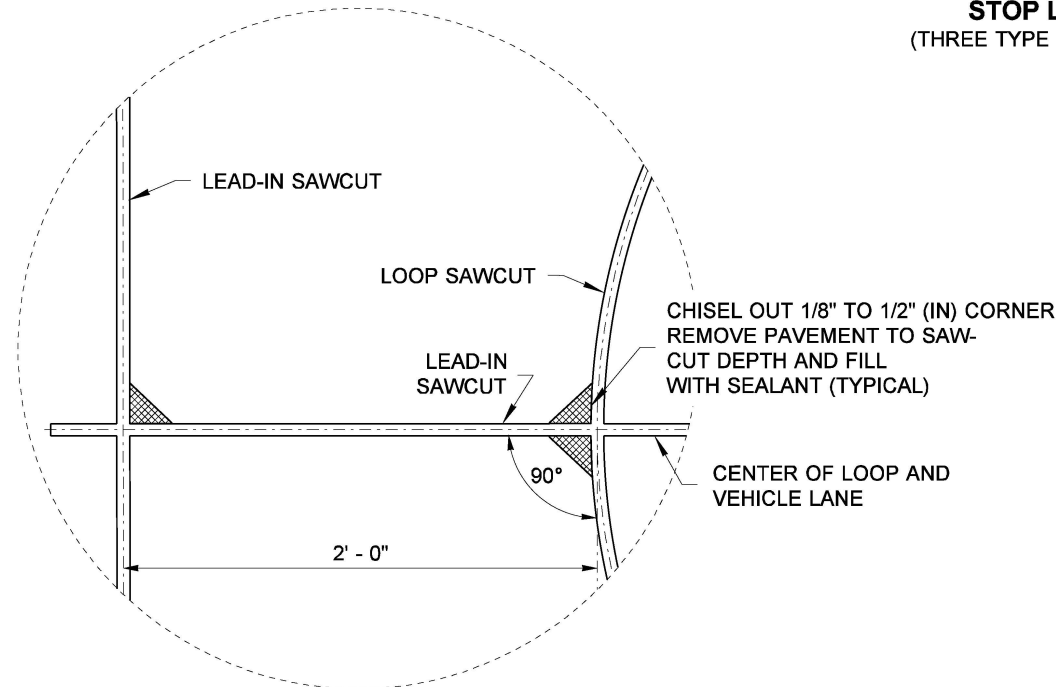 STOP L
(THREE TYPE
LEAD-IN SAWCUT
LOOP SAWCUT
CHISEL OUT 1/8" TO 1/2" (IN) CORNER
REMOVE PAVEMENT TO SAW-
CUT DEPTH AND FILL
WITH SEALANT (TYPICAL)
LEAD-IN
SAWCUT
90°
CENTER OF LOOP AND
VEHICLE LANE
2' - 0"